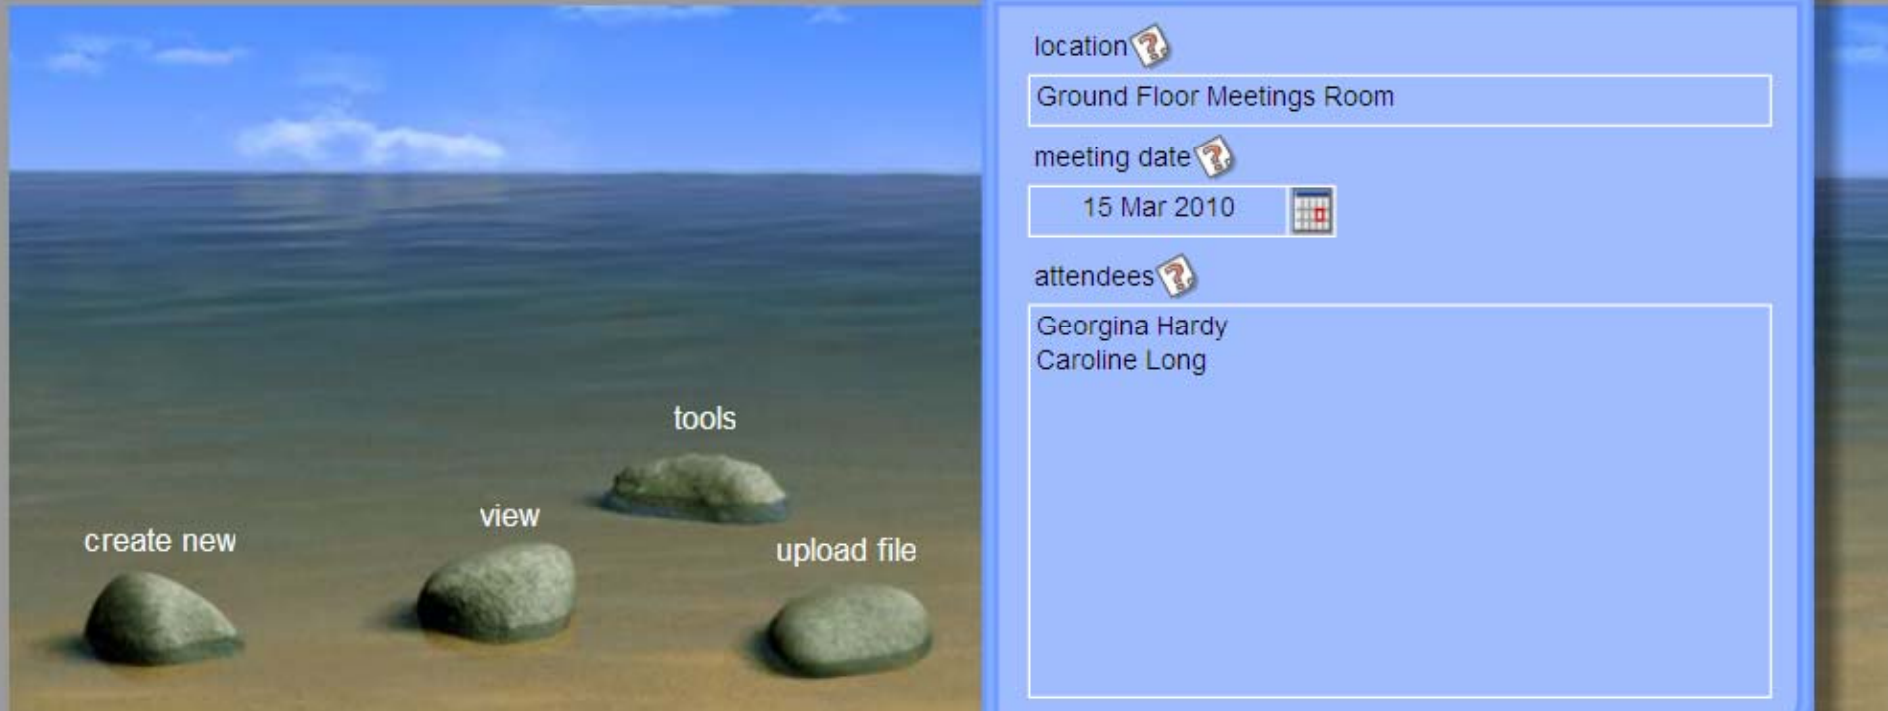 tools
view
create new
upload file
location
Ground Floor Meetings Room
meeting date
15 Mar 2010
attendees
Georgina Hardy
Caroline Long